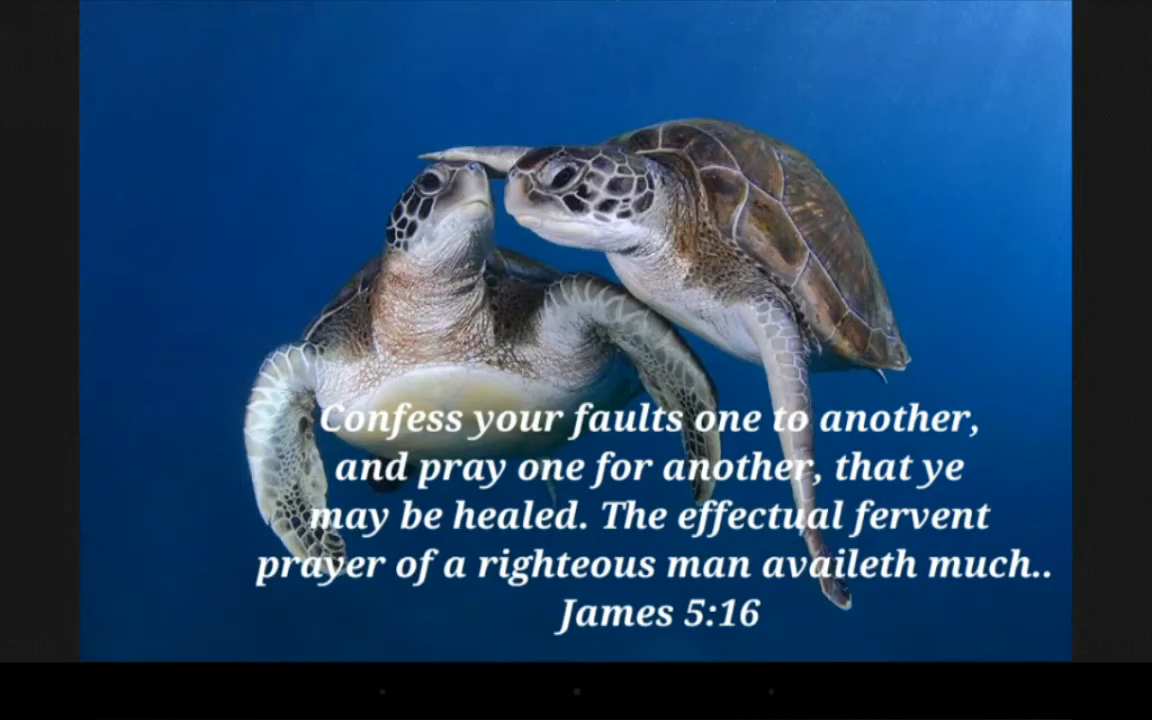 Confess your faults one to another,
and pray one for another, that ye
may be healed. The effectual fervent
prayer of a righteous man availeth much..
James 5:16